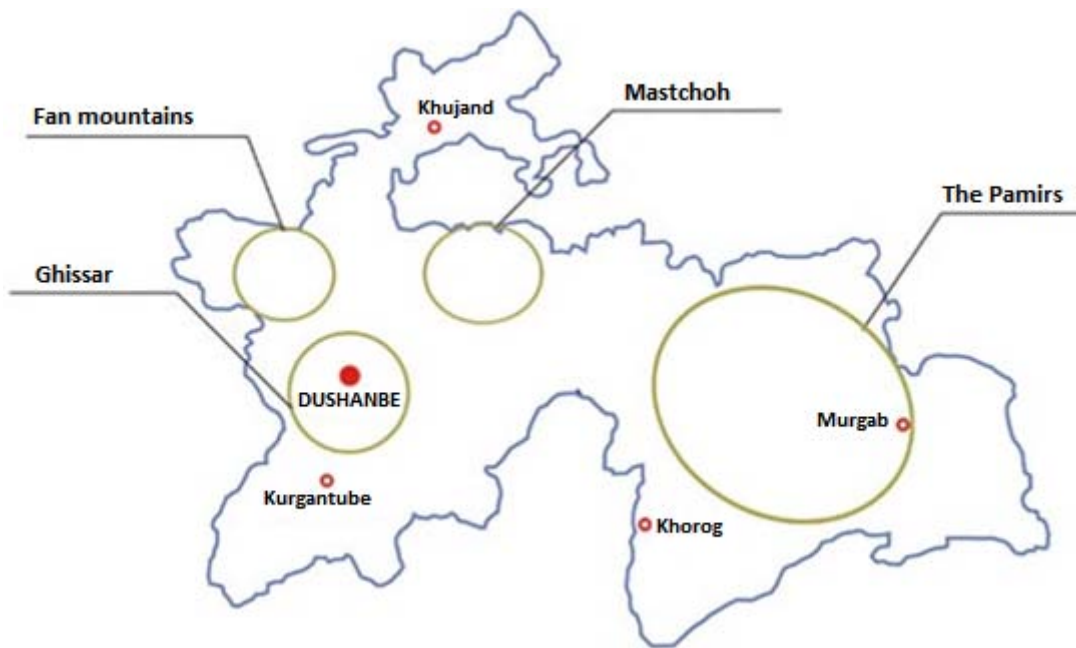 Mastchoh
Khujand
Fan mountains
The Pamirs
Ghissar
DUSHANBE
Murgab
Kurgantube
Khorog